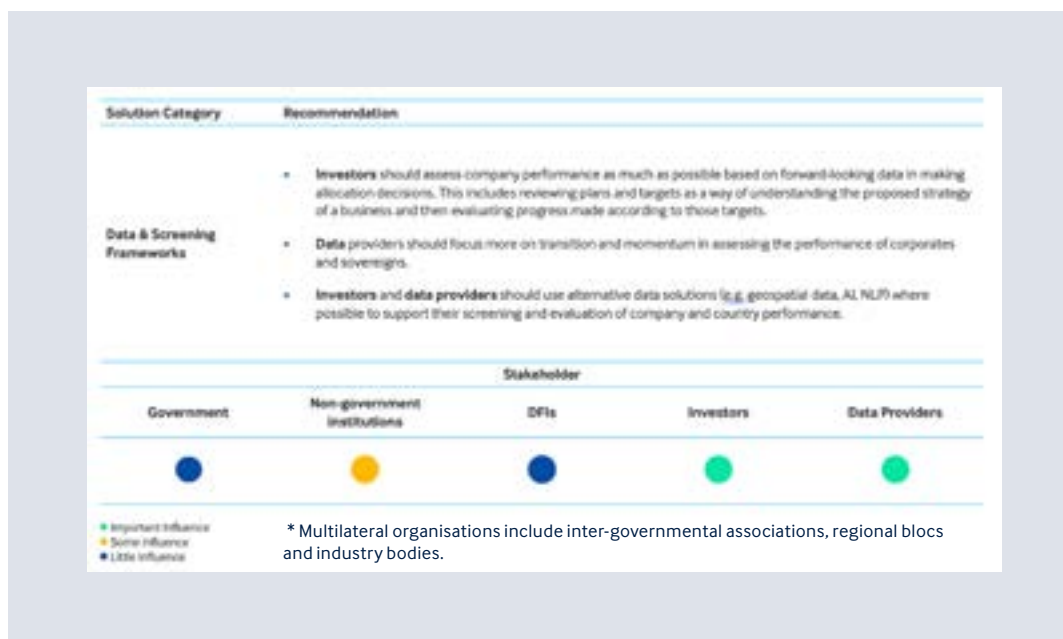 Solution Category Recommendation
• Investors should assess company performance as much as possible based on forward-looking data in making
allocation decisions. This includes reviewing plans and targets as a way of understanding the proposed strategy
of a business and then evaluating progress made according to those targets.
Data & Screening
Frameworks
• Data providers should focus more on transition and momentum in assessing the performance of corporates
and sovereigns.
• Investors and data providers should use alternative data solutions (e.g. geospatial data, AI, NLP) where
possible to support their screening and evaluation of company and country performance.
Stakeholder
Government
Non-government
institutions
DFIs
Investors
Data Providers
Important Influence
Some Influence
Little Influence
* Multilateral organisations include inter-governmental associations, regional blocs
and industry bodies.